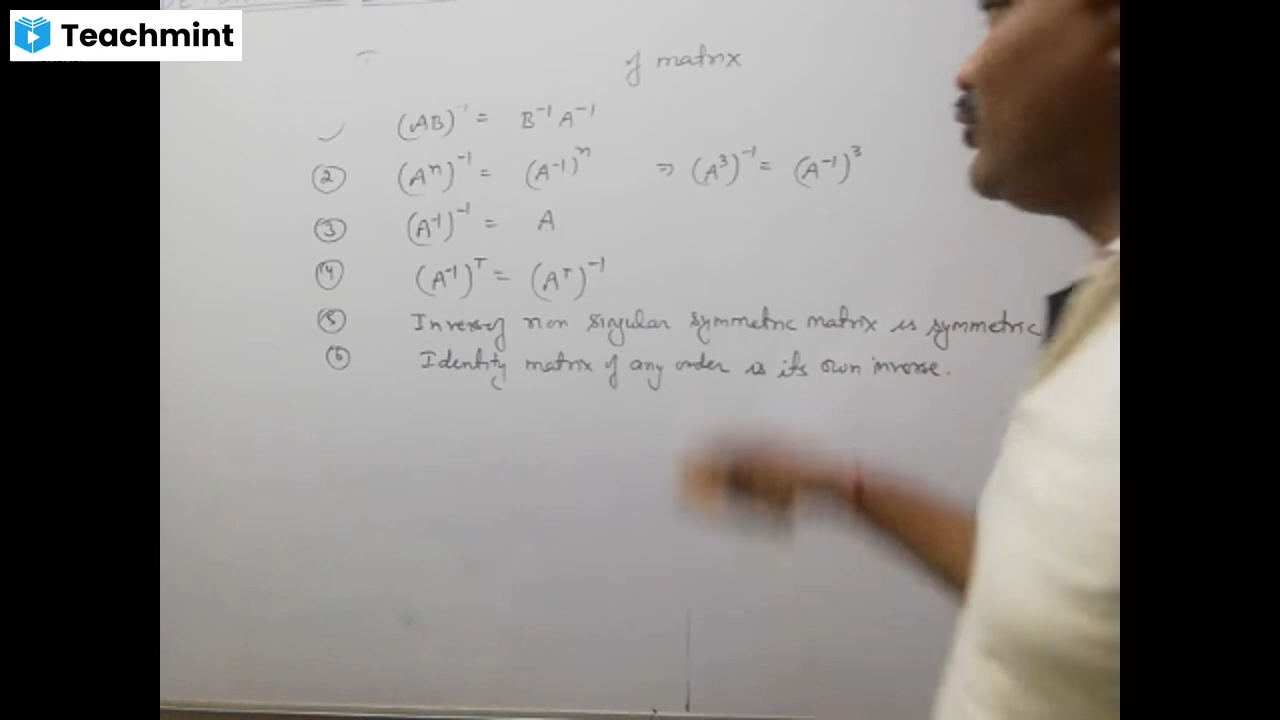 Teachmint
of matrix
(AB)⁻¹ = B⁻¹ A⁻¹
② (Aⁿ)⁻¹ = (A⁻¹)ⁿ ⇒ (A³)⁻¹ = (A⁻¹)³
③ (A⁻¹)⁻¹ = A
④ (A⁻¹)ᵀ = (Aᵀ)⁻¹
⑤ Inverse of non singular symmetric matrix is symmetric
⑥ Identity matrix of any order is its own inverse.